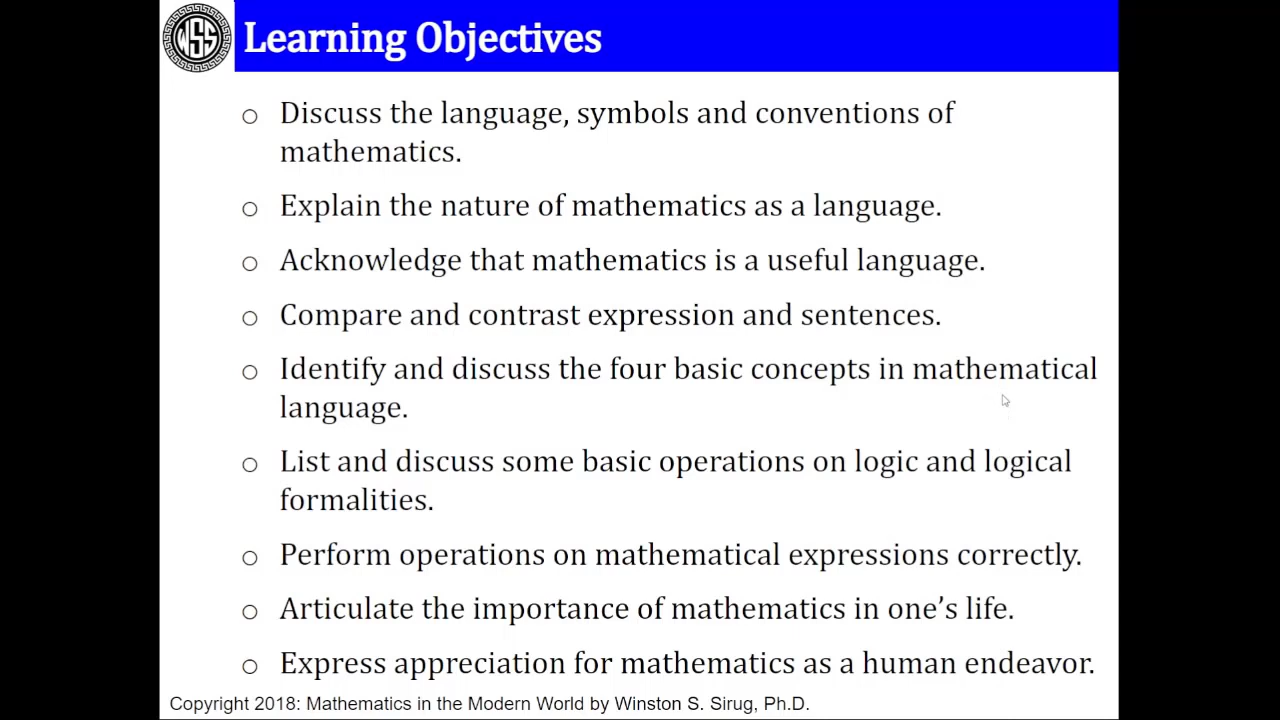 WSS
Learning Objectives
○ Discuss the language, symbols and conventions of
mathematics.
○ Explain the nature of mathematics as a language.
○ Acknowledge that mathematics is a useful language.
○ Compare and contrast expression and sentences.
○ Identify and discuss the four basic concepts in mathematical
language.
○ List and discuss some basic operations on logic and logical
formalities.
○ Perform operations on mathematical expressions correctly.
○ Articulate the importance of mathematics in one’s life.
○ Express appreciation for mathematics as a human endeavor.
Copyright 2018: Mathematics in the Modern World by Winston S. Sirug, Ph.D.